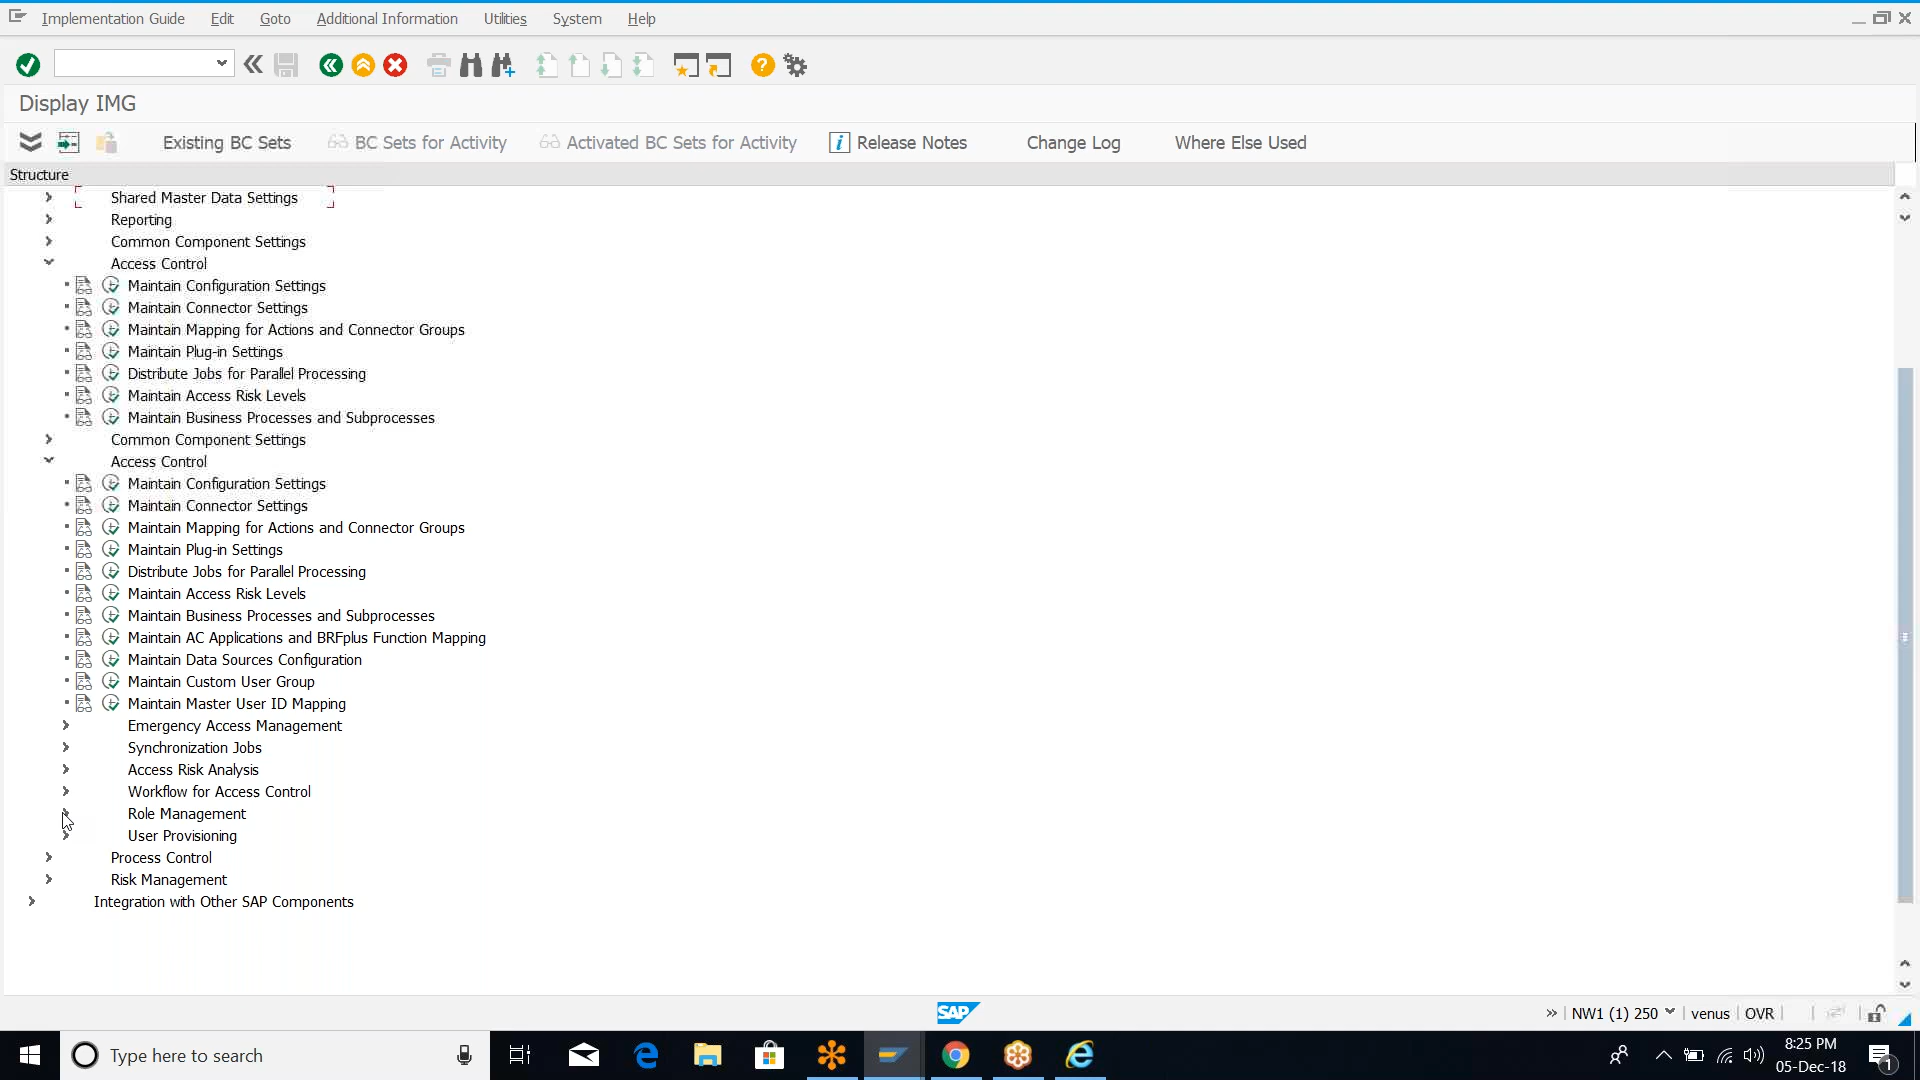 Implementation Guide Edit Goto Additional Information Utilities System Help
Display IMG
Existing BC Sets BC Sets for Activity Activated BC Sets for Activity i Release Notes Change Log Where Else Used
Structure
Shared Master Data Settings
Reporting
Common Component Settings
Access Control
Maintain Configuration Settings
Maintain Connector Settings
Maintain Mapping for Actions and Connector Groups
Maintain Plug-in Settings
Distribute Jobs for Parallel Processing
Maintain Access Risk Levels
Maintain Business Processes and Subprocesses
Common Component Settings
Access Control
Maintain Configuration Settings
Maintain Connector Settings
Maintain Mapping for Actions and Connector Groups
Maintain Plug-in Settings
Distribute Jobs for Parallel Processing
Maintain Access Risk Levels
Maintain Business Processes and Subprocesses
Maintain AC Applications and BRFplus Function Mapping
Maintain Data Sources Configuration
Maintain Custom User Group
Maintain Master User ID Mapping
Emergency Access Management
Synchronization Jobs
Access Risk Analysis
Workflow for Access Control
Role Management
User Provisioning
Process Control
Risk Management
Integration with Other SAP Components
SAP NW1 (1) 250 venus OVR
Type here to search
8:25 PM
05-Dec-18
1